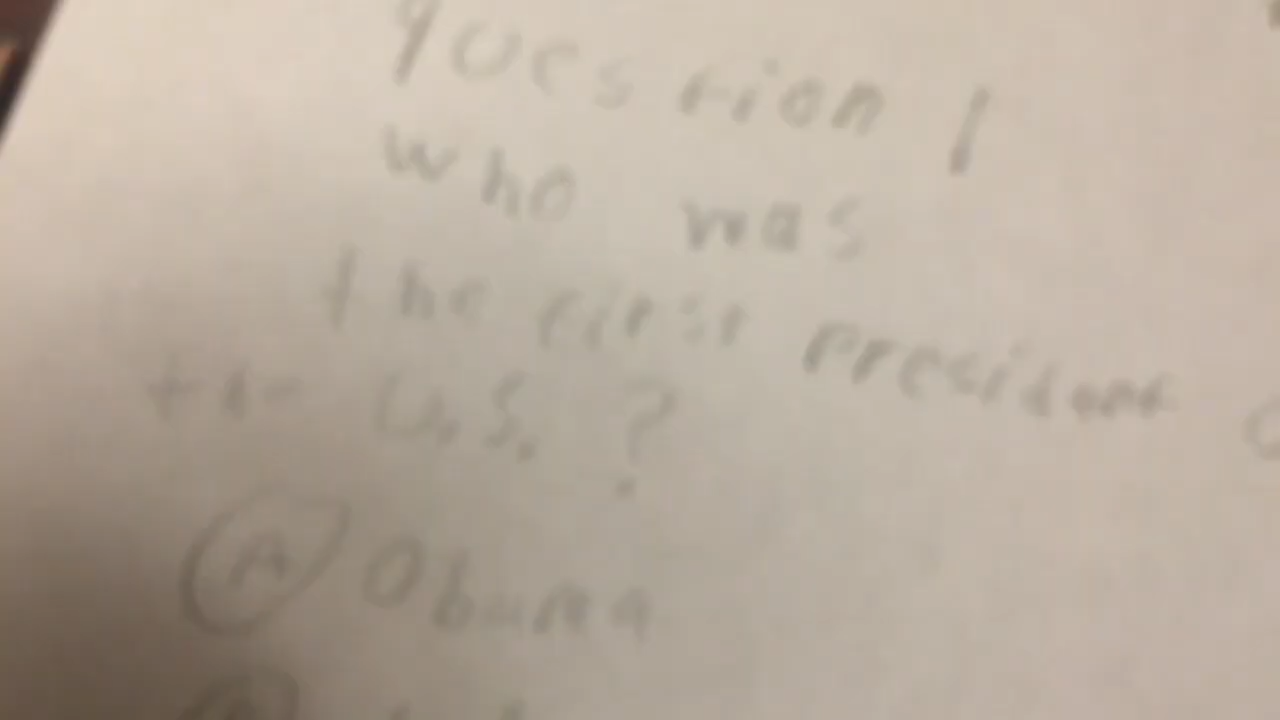 question 1
who was
the first President
the U.S.?
A Obama